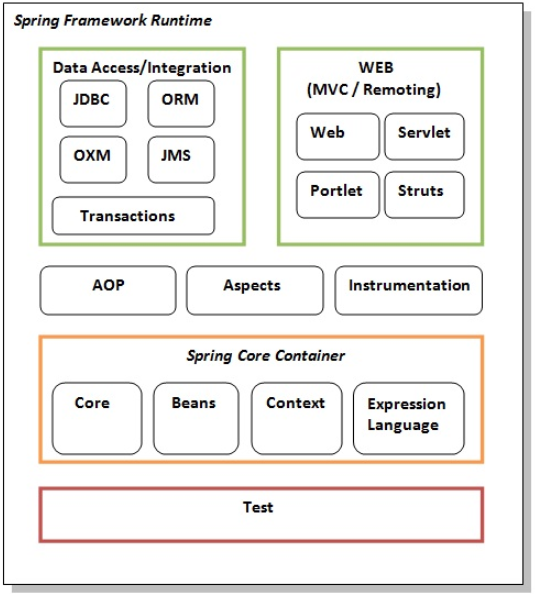 Spring Framework Runtime
Data Access/Integration
JDBC
ORM
OXM
JMS
Transactions
WEB
(MVC / Remoting)
Web
Servlet
Portlet
Struts
AOP
Aspects
Instrumentation
Spring Core Container
Core
Beans
Context
Expression
Language
Test